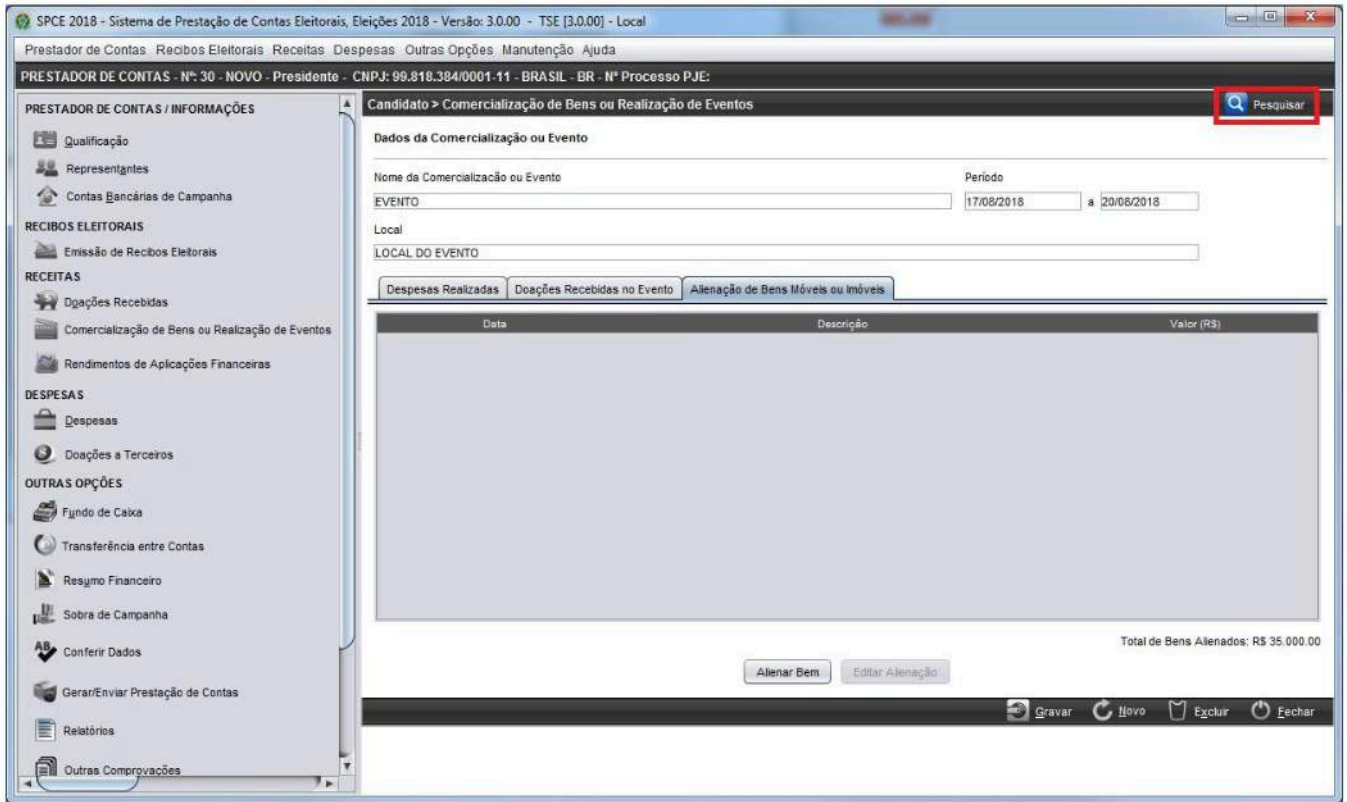 SPCE 2018 - Sistema de Prestação de Contas Eleitorais, Eleições 2018 - Versão: 3.0.00 - TSE [3.0.00] - Local
Prestador de Contas Recibos Eleitorais Receitas Despesas Outras Opções Manutenção Ajuda
PRESTADOR DE CONTAS - Nº: 30 - NOVO - Presidente - CNPJ: 99.818.384/0001-11 - BRASIL - BR - Nº Processo PJE:
PRESTADOR DE CONTAS / INFORMAÇÕES
Qualificação
Representantes
Contas Bancárias de Campanha
RECIBOS ELEITORAIS
Emissão de Recibos Eleitorais
RECEITAS
Doações Recebidas
Comercialização de Bens ou Realização de Eventos
Rendimentos de Aplicações Financeiras
DESPESAS
Despesas
Doações a Terceiros
OUTRAS OPÇÕES
Fundo de Caixa
Transferência entre Contas
Resumo Financeiro
Sobra de Campanha
Conferir Dados
Gerar/Enviar Prestação de Contas
Relatórios
Outras Comprovações
Candidato > Comercialização de Bens ou Realização de Eventos
Pesquisar
Dados da Comercialização ou Evento
Nome da Comercialização ou Evento Período
EVENTO 17/08/2018 a 20/08/2018
Local
LOCAL DO EVENTO
Despesas Realizadas Doações Recebidas no Evento Alienação de Bens Móveis ou Imóveis
Data Descrição Valor (R$)
Total de Bens Alienados: R$ 35.000.00
Alienar Bem Editar Alienação
Gravar Novo Excluir Fechar